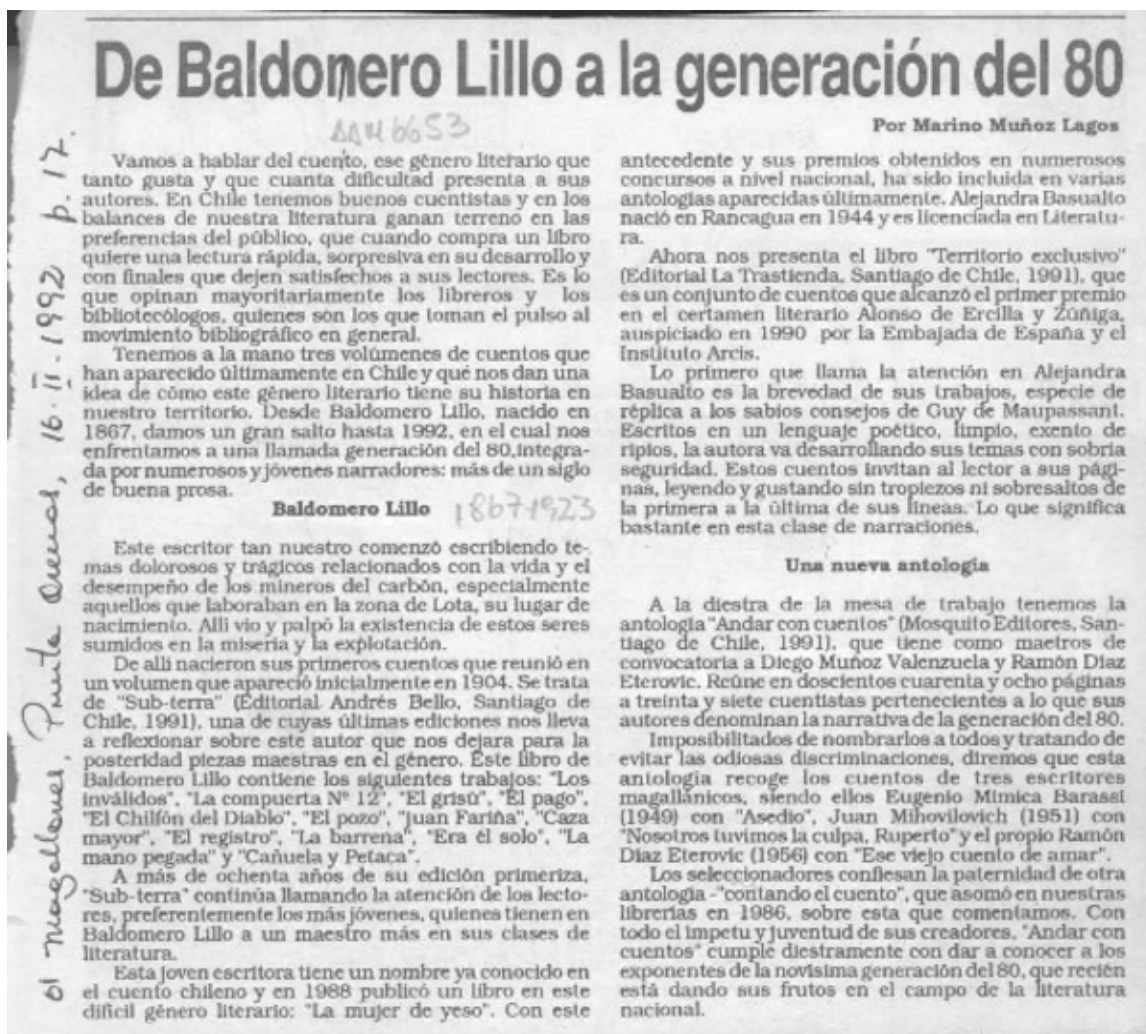 De Baldomero Lillo a la generación del 80
AAM6653
Por Marino Muñoz Lagos
Vamos a hablar del cuento, ese género literario que
tanto gusta y que cuanta dificultad presenta a sus
autores. En Chile tenemos buenos cuentistas y en los
balances de nuestra literatura ganan terreno en las
preferencias del público, que cuando compra un libro
quiere una lectura rápida, sorpresiva en su desarrollo y
con finales que dejen satisfechos a sus lectores. Es lo
que opinan mayoritariamente los libreros y los
bibliotecólogos, quienes son los que toman el pulso al
movimiento bibliográfico en general.
Tenemos a la mano tres volúmenes de cuentos que
han aparecido últimamente en Chile y qué nos dan una
idea de cómo este género literario tiene su historia en
nuestro territorio. Desde Baldomero Lillo, nacido en
1867, damos un gran salto hasta 1992, en el cual nos
enfrentamos a una llamada generación del 80,integra-
da por numerosos y jóvenes narradores: más de un siglo
de buena prosa.
Baldomero Lillo 1867-1923
Este escritor tan nuestro comenzó escribiendo te-
mas dolorosos y trágicos relacionados con la vida y el
desempeño de los mineros del carbón, especialmente
aquellos que laboraban en la zona de Lota, su lugar de
nacimiento. Allí vio y palpó la existencia de estos seres
sumidos en la miseria y la explotación.
De allí nacieron sus primeros cuentos que reunió en
un volumen que apareció inicialmente en 1904. Se trata
de "Sub-terra" (Editorial Andrés Bello, Santiago de
Chile, 1991), una de cuyas últimas ediciones nos lleva
a reflexionar sobre este autor que nos dejara para la
posteridad piezas maestras en el género. Este libro de
Baldomero Lillo contiene los siguientes trabajos: "Los
inválidos", "La compuerta Nº 12", "El grisú", "El pago",
"El Chilfón del Diablo", "El pozo", "Juan Fariña", "Caza
mayor", "El registro", "La barrena", "Era él solo", "La
mano pegada" y "Cañuela y Petaca".
A más de ochenta años de su edición primeriza,
"Sub-terra" continúa llamando la atención de los lecto-
res, preferentemente los más jóvenes, quienes tienen en
Baldomero Lillo a un maestro más en sus clases de
literatura.
Esta joven escritora tiene un nombre ya conocido en
el cuento chileno y en 1988 publicó un libro en este
difícil género literario: "La mujer de yeso". Con este
antecedente y sus premios obtenidos en numerosos
concursos a nivel nacional, ha sido incluida en varias
antologías aparecidas últimamente. Alejandra Basualto
nació en Rancagua en 1944 y es licenciada en Literatu-
ra.
Ahora nos presenta el libro "Territorio exclusivo"
(Editorial La Trastienda, Santiago de Chile, 1991), que
es un conjunto de cuentos que alcanzó el primer premio
en el certamen literario Alonso de Ercilla y Zúñiga,
auspiciado en 1990 por la Embajada de España y el
Instituto Arcis.
Lo primero que llama la atención en Alejandra
Basualto es la brevedad de sus trabajos, especie de
réplica a los sabios consejos de Guy de Maupassant.
Escritos en un lenguaje poético, limpio, exento de
ripios, la autora va desarrollando sus temas con sobria
seguridad. Estos cuentos invitan al lector a sus pági-
nas, leyendo y gustando sin tropiezos ni sobresaltos de
la primera a la última de sus líneas. Lo que significa
bastante en esta clase de narraciones.
Una nueva antología
A la diestra de la mesa de trabajo tenemos la
antología "Andar con cuentos" (Mosquito Editores, San-
tiago de Chile, 1991), que tiene como maetros de
convocatoria a Diego Muñoz Valenzuela y Ramón Díaz
Eterovic. Reúne en doscientos cuarenta y ocho páginas
a treinta y siete cuentistas pertenecientes a lo que sus
autores denominan la narrativa de la generación del 80.
Imposibilitados de nombrarlos a todos y tratando de
evitar las odiosas discriminaciones, diremos que esta
antología recoge los cuentos de tres escritores
magallánicos, siendo ellos Eugenio Mimica Barassi
(1949) con "Asedio", Juan Mihovilovich (1951) con
"Nosotros tuvimos la culpa, Ruperto" y el propio Ramón
Díaz Eterovic (1956) con "Ese viejo cuento de amar".
Los seleccionadores confiesan la paternidad de otra
antología -"contando el cuento", que asomó en nuestras
librerías en 1986, sobre esta que comentamos. Con
todo el ímpetu y juventud de sus creadores, "Andar con
cuentos" cumple diestramente con dar a conocer a los
exponentes de la novísima generación del 80, que recién
está dando sus frutos en el campo de la literatura
nacional.
El Magallanes, Punta Arenas, 16-II-1992 p. 12.